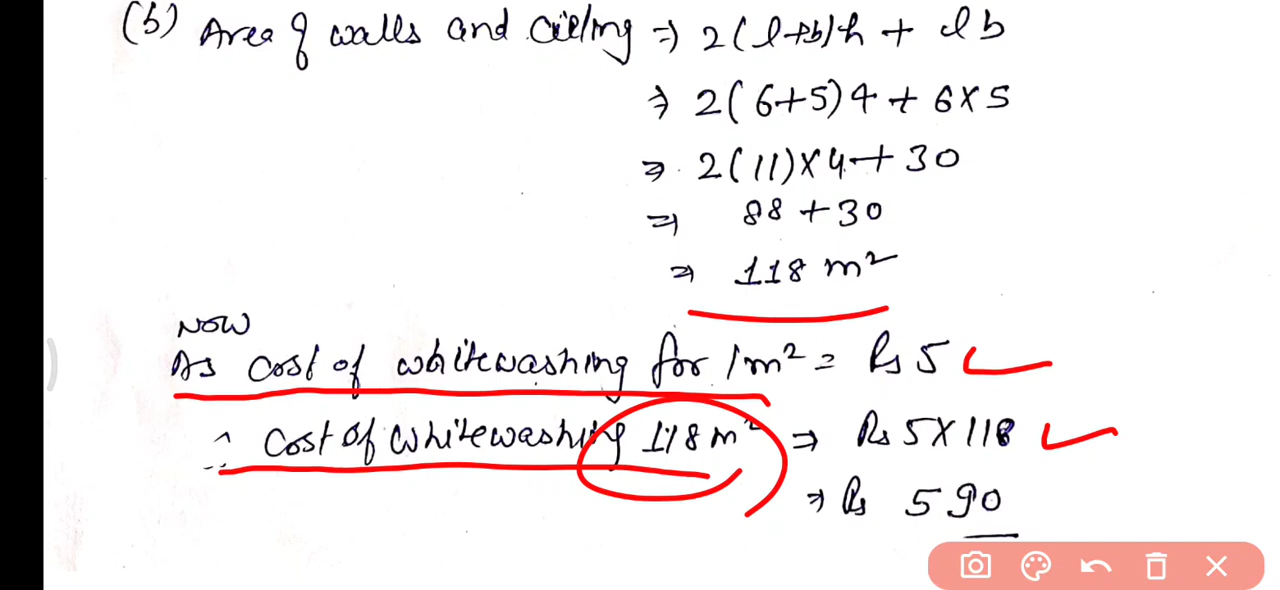 (b) Area of walls and Cieling ⇒ 2(l+b)h + lb
⇒ 2(6+5)4 + 6×5
⇒ 2(11)×4 + 30
⇒ 88 + 30
⇒ 118 m²
NOW
As cost of whitewashing for 1m² = Rs 5
∴ Cost of whitewashing 118 m² ⇒ Rs 5×118
⇒ Rs 590